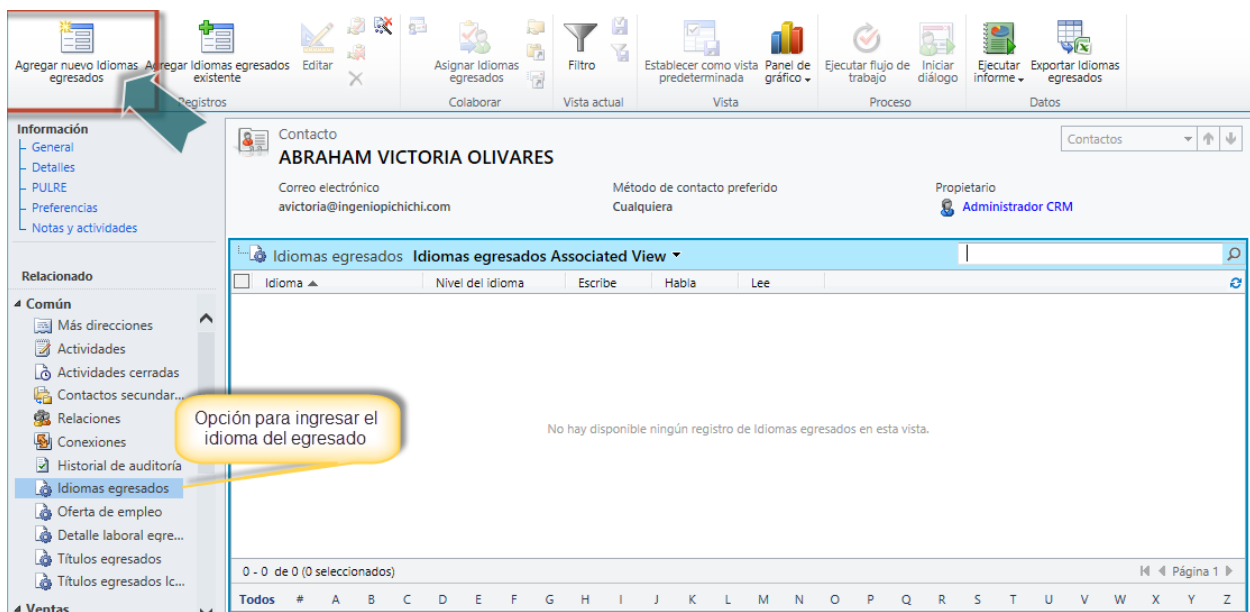 Agregar nuevo Idiomas egresados
Agregar Idiomas egresados existente
Editar
Asignar Idiomas egresados
Filtro
Establecer como vista predeterminada
Panel de gráfico
Ejecutar flujo de trabajo
Iniciar diálogo
Ejecutar informe
Exportar Idiomas egresados
Registros
Colaborar
Vista actual
Vista
Proceso
Datos
Información
General
Detalles
PULRE
Preferencias
Notas y actividades
Relacionado
Común
Más direcciones
Actividades
Actividades cerradas
Contactos secundar...
Relaciones
Conexiones
Historial de auditoría
Idiomas egresados
Oferta de empleo
Detalle laboral egre...
Títulos egresados
Títulos egresados Ic...
Ventas
Opción para ingresar el
idioma del egresado
Contacto
ABRAHAM VICTORIA OLIVARES
Contactos
Correo electrónico
avictoria@ingeniopichichi.com
Método de contacto preferido
Cualquiera
Propietario
Administrador CRM
Idiomas egresados Idiomas egresados Associated View
Idioma Nivel del idioma Escribe Habla Lee
No hay disponible ningún registro de Idiomas egresados en esta vista.
0 - 0 de 0 (0 seleccionados) Página 1
Todos # A B C D E F G H I J K L M N O P Q R S T U V W X Y Z